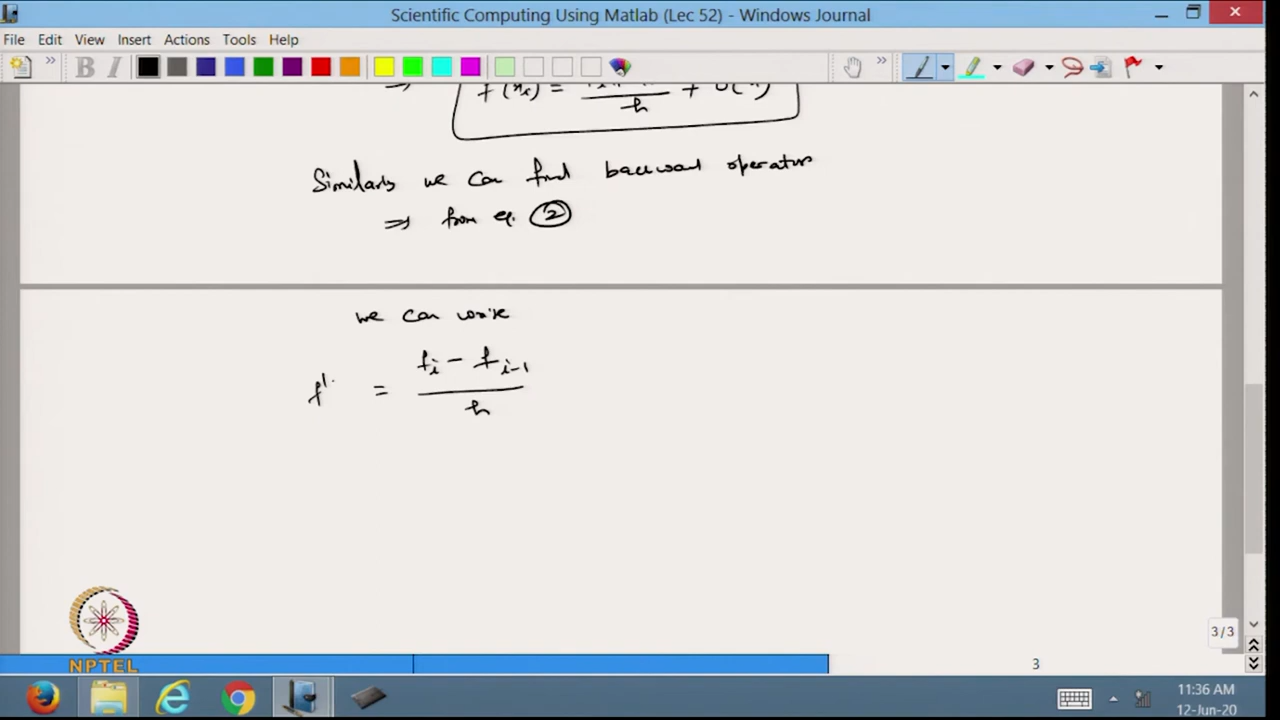 Scientific Computing Using Matlab (Lec 52) - Windows Journal
File Edit View Insert Actions Tools Help
⇒ f'(xi) = + O(h)
h
Similarly we can find backward operator
⇒ from eq. ②
we can write
f' = (f_i - f_{i-1}) / h
NPTEL
3/3
3
11:36 AM
12-Jun-20